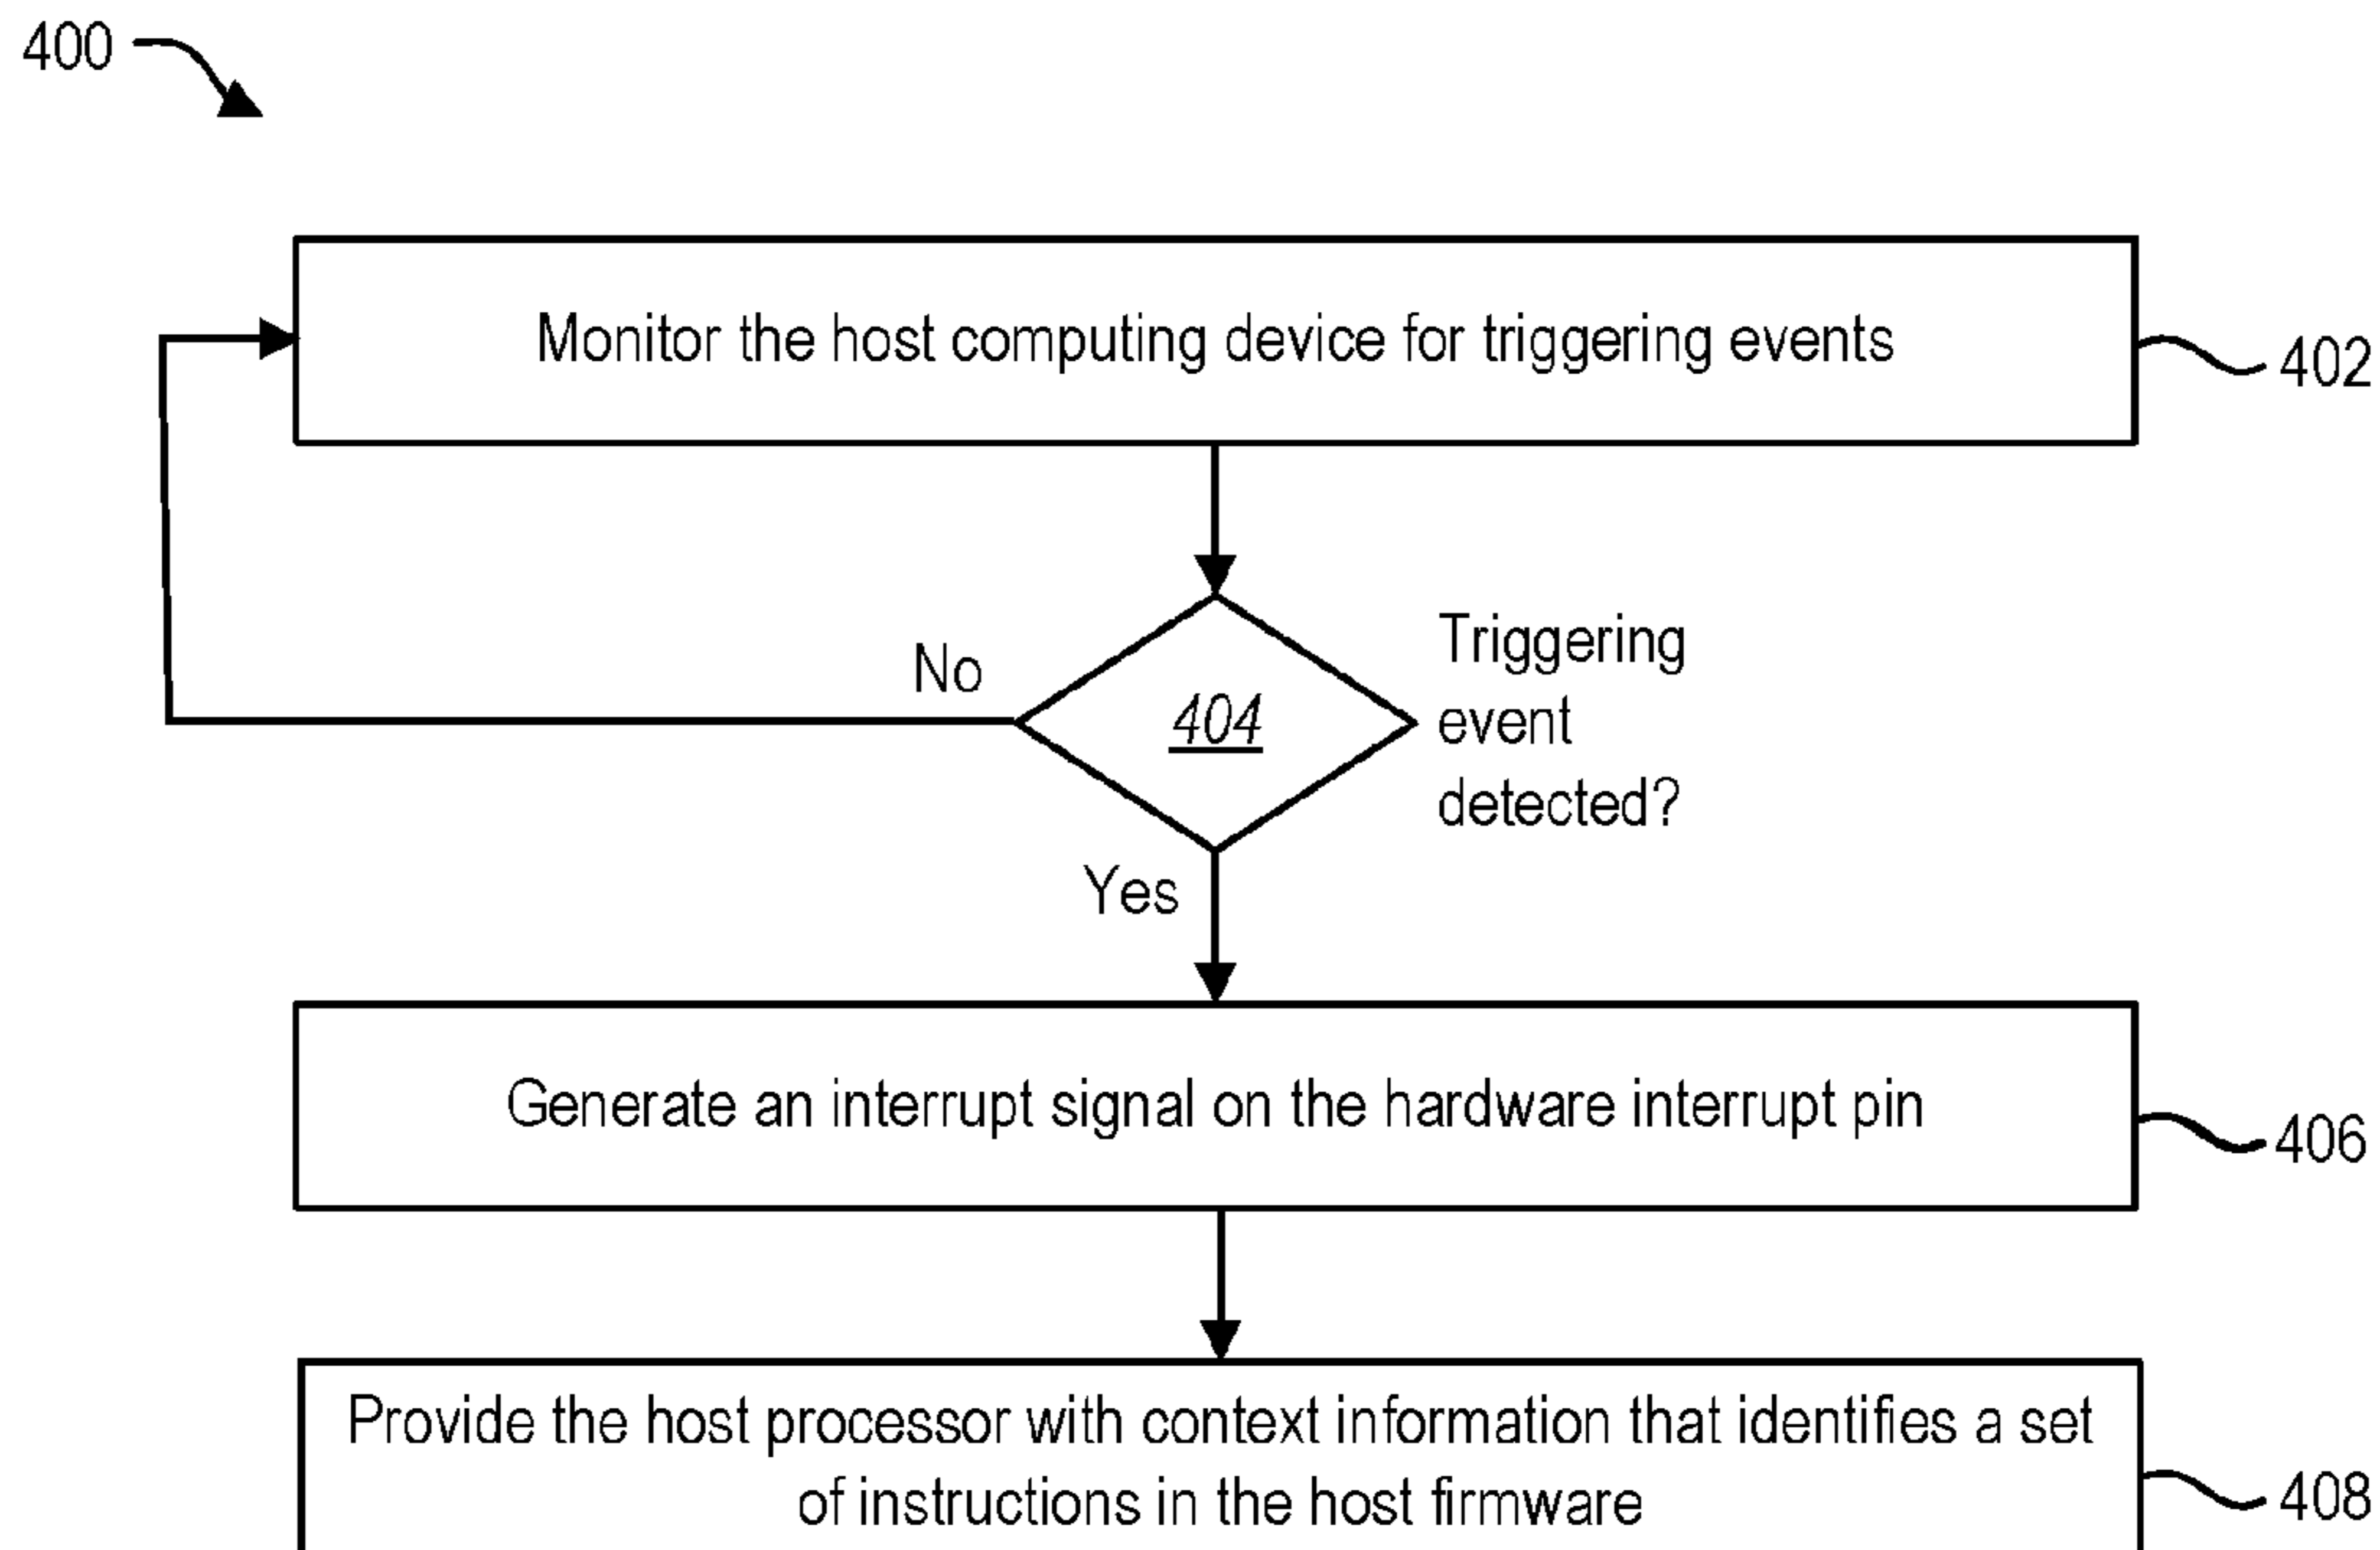 400
Monitor the host computing device for triggering events
402
No
404
Triggering
event
detected?
Yes
Generate an interrupt signal on the hardware interrupt pin
406
Provide the host processor with context information that identifies a set
of instructions in the host firmware
408